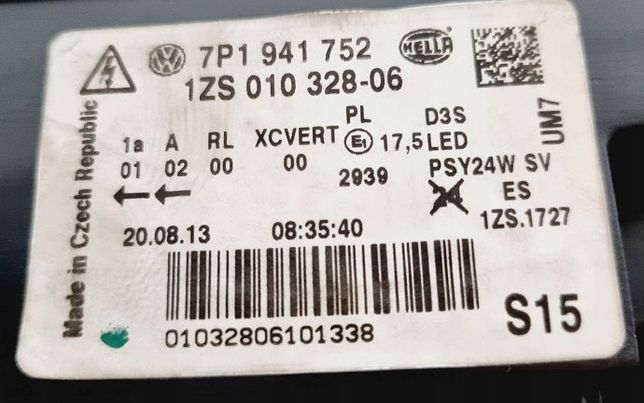 7P1 941 752
HELLA
1ZS 010 328-06
Made in Czech Republic
UM7
1a A RL XCVERT PL D3S
01 02 00 00 E1 17,5 LED
2939 PSY24W SV
24 ES
1ZS.1727
20.08.13 08:35:40
01032806101338
S15